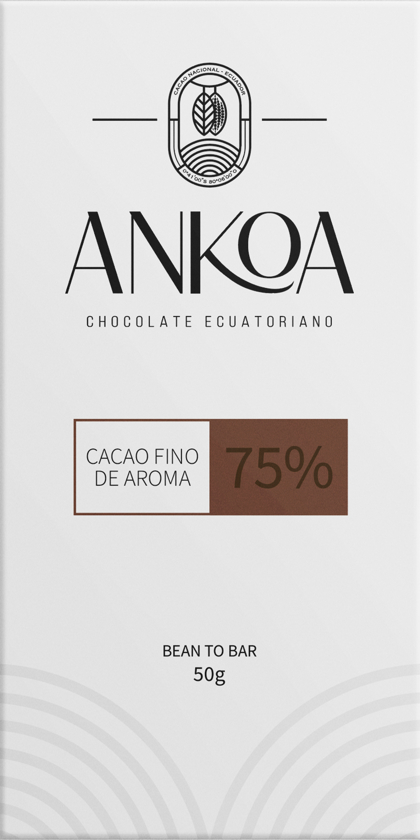 CACAO NACIONAL - ECUADOR
ANKOA
CHOCOLATE ECUATORIANO
CACAO FINO
DE AROMA
75%
BEAN TO BAR
50g